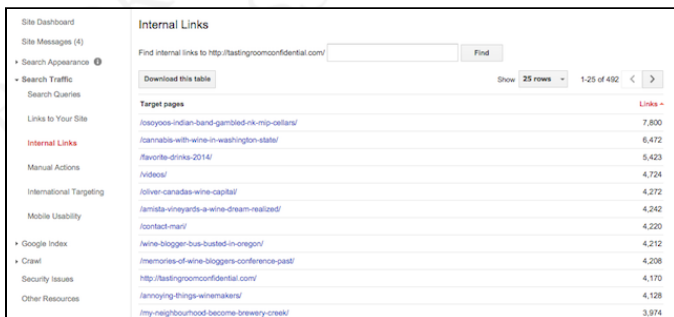 Site Dashboard
Site Messages (4)
Search Appearance
Search Traffic
Search Queries
Links to Your Site
Internal Links
Manual Actions
International Targeting
Mobile Usability
Google Index
Crawl
Security Issues
Other Resources
Internal Links
Find internal links to http://tastingroomconfidential.com/ Find
Download this table Show 25 rows 1-25 of 492
Target pages Links
/osoyoos-indian-band-gambled-nk-mip-cellars/ 7,800
/cannabis-with-wine-in-washington-state/ 6,472
/favorite-drinks-2014/ 5,423
/videos/ 4,724
/oliver-canadas-wine-capital/ 4,272
/amista-vineyards-a-wine-dream-realized/ 4,242
/contact-mari/ 4,220
/wine-blogger-bus-busted-in-oregon/ 4,212
/memories-of-wine-bloggers-conference-past/ 4,208
http://tastingroomconfidential.com/ 4,170
/annoying-things-winemakers/ 4,128
/my-neighbourhood-become-brewery-creek/ 3,974